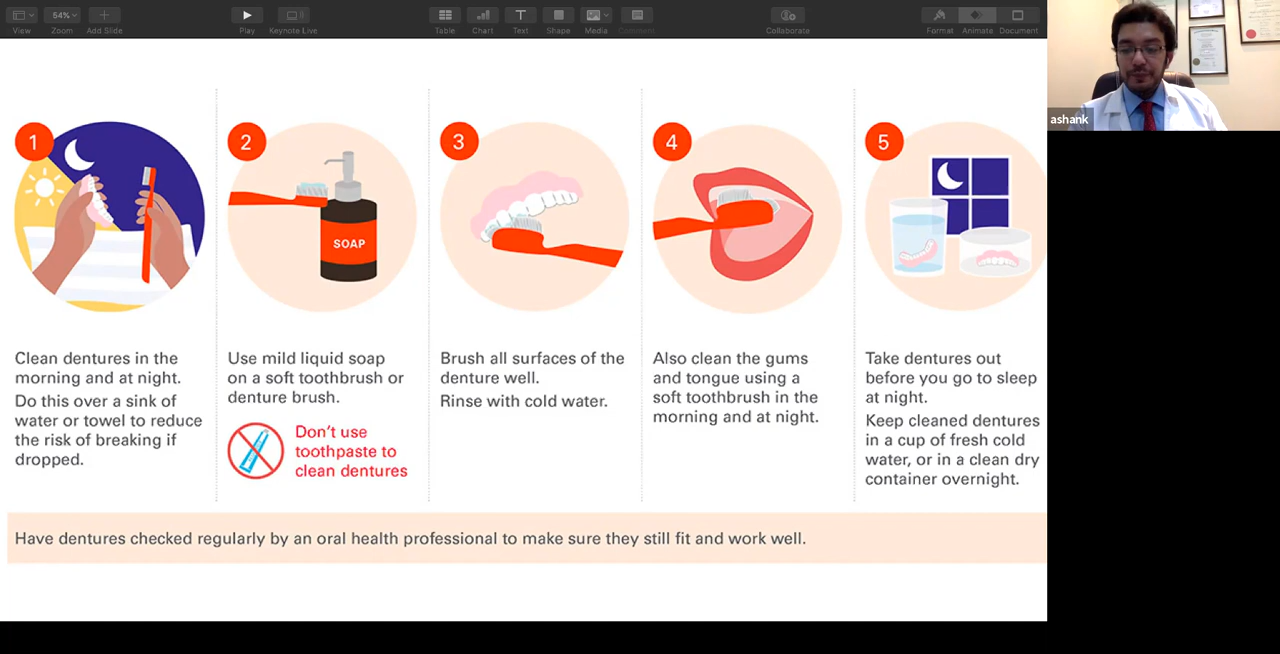 View
54%
Zoom
Add Slide
Play
Keynote Live
Table
Chart
Text
Shape
Media
Comment
Collaborate
Format
Animate
Document
ashank
1
2
3
4
5
SOAP
Clean dentures in the
morning and at night.
Do this over a sink of
water or towel to reduce
the risk of breaking if
dropped.
Use mild liquid soap
on a soft toothbrush or
denture brush.
Don't use
toothpaste to
clean dentures
Brush all surfaces of the
denture well.
Rinse with cold water.
Also clean the gums
and tongue using a
soft toothbrush in the
morning and at night.
Take dentures out
before you go to sleep
at night.
Keep cleaned dentures
in a cup of fresh cold
water, or in a clean dry
container overnight.
Have dentures checked regularly by an oral health professional to make sure they still fit and work well.